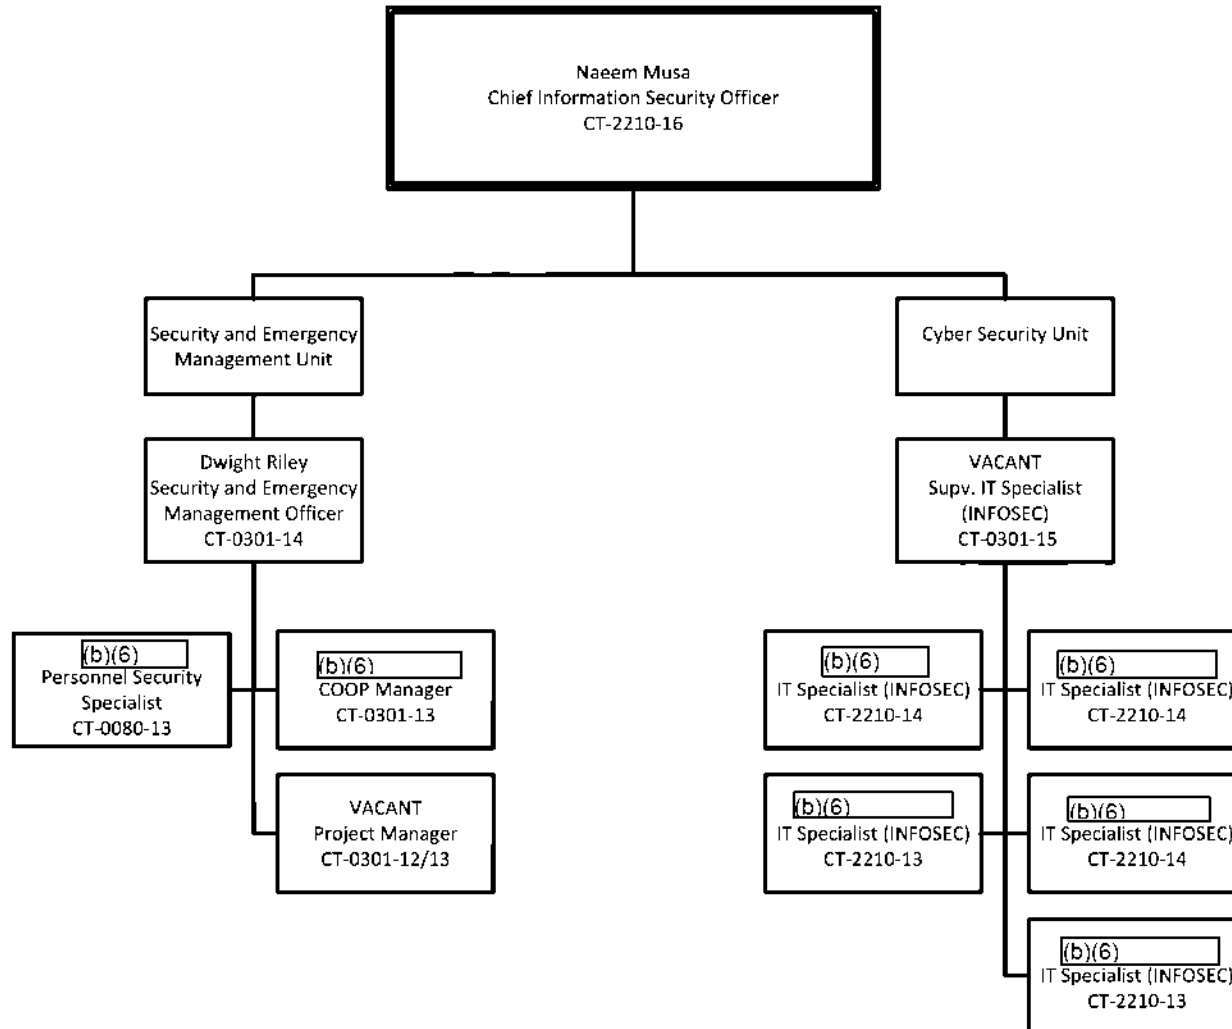 Naeem Musa
Chief Information Security Officer
CT-2210-16
Security and Emergency
Management Unit
Cyber Security Unit
Dwight Riley
Security and Emergency
Management Officer
CT-0301-14
VACANT
Supv. IT Specialist
(INFOSEC)
CT-0301-15
(b)(6)
Personnel Security
Specialist
CT-0080-13
(b)(6)
COOP Manager
CT-0301-13
(b)(6)
IT Specialist (INFOSEC)
CT-2210-14
(b)(6)
IT Specialist (INFOSEC)
CT-2210-14
VACANT
Project Manager
CT-0301-12/13
(b)(6)
IT Specialist (INFOSEC)
CT-2210-13
(b)(6)
IT Specialist (INFOSEC)
CT-2210-14
(b)(6)
IT Specialist (INFOSEC)
CT-2210-13